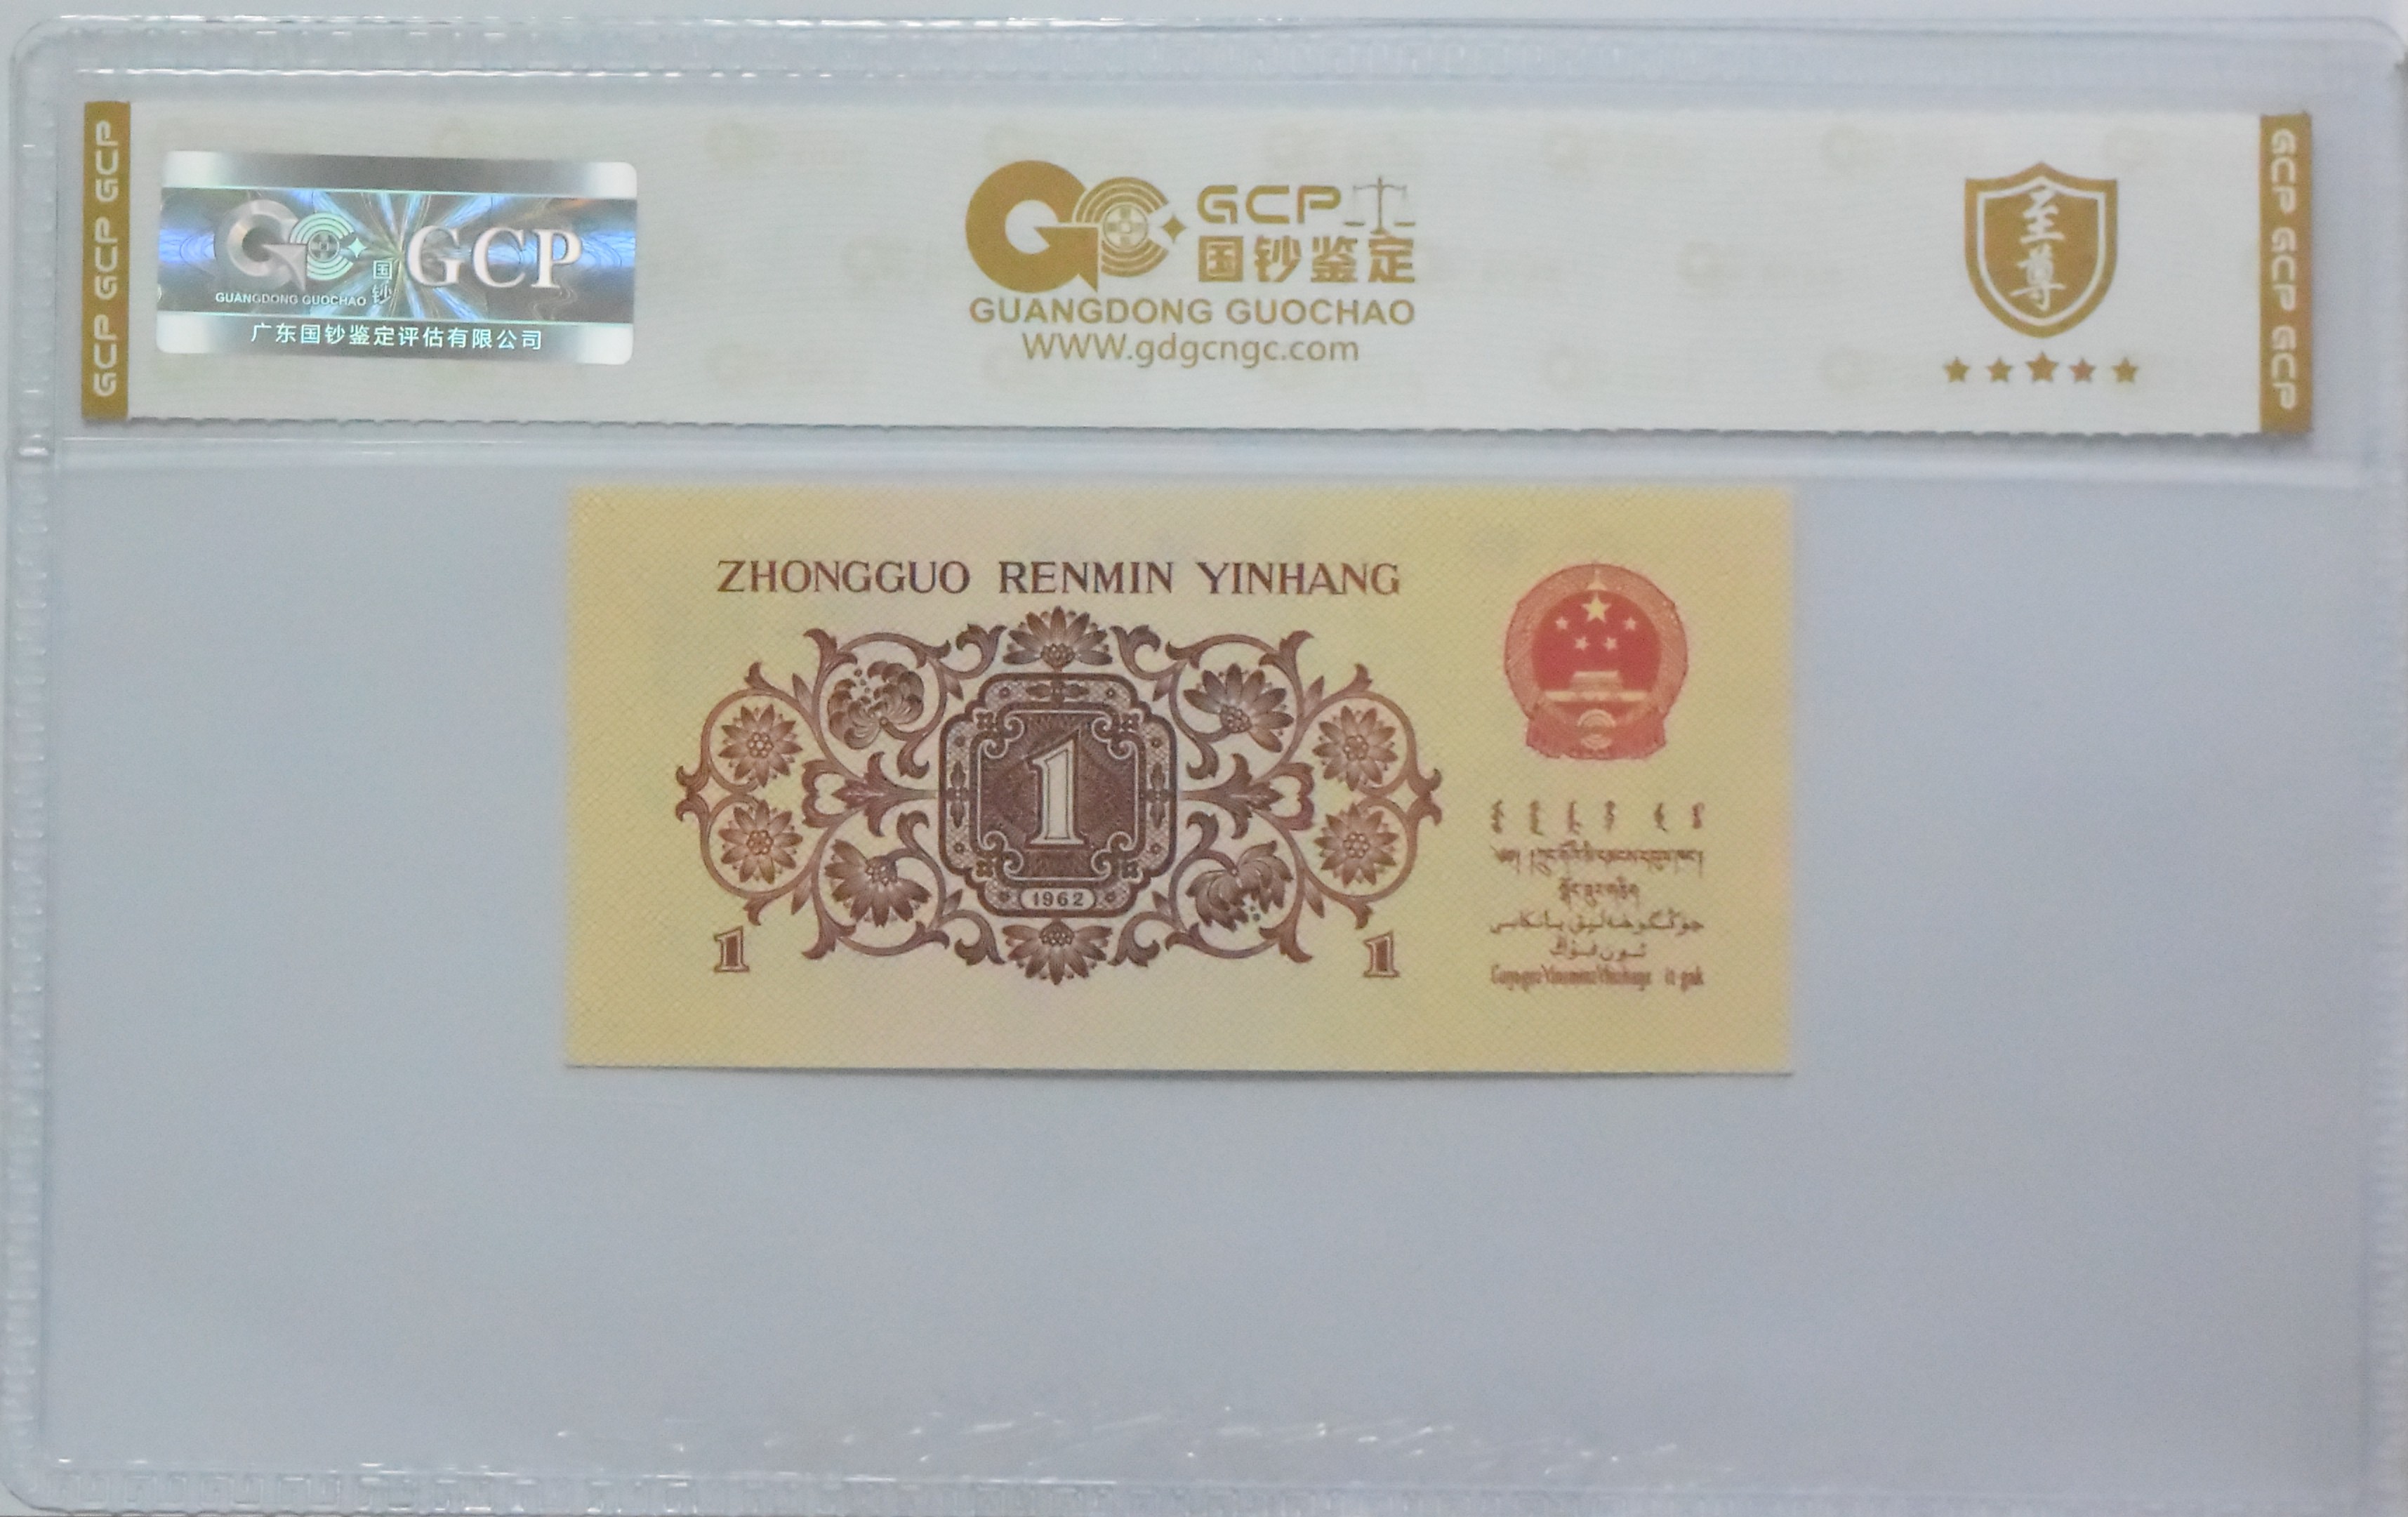 GCP GCP GCP
国钞
GCP
GUANGDONG GUOCHAO
广东国钞鉴定评估有限公司
GCP
国钞鉴定
GUANGDONG GUOCHAO
WWW.gdgcngc.com
至尊
GCP GCP GCP
ZHONGGUO RENMIN YINHANG
1
1962
1
1